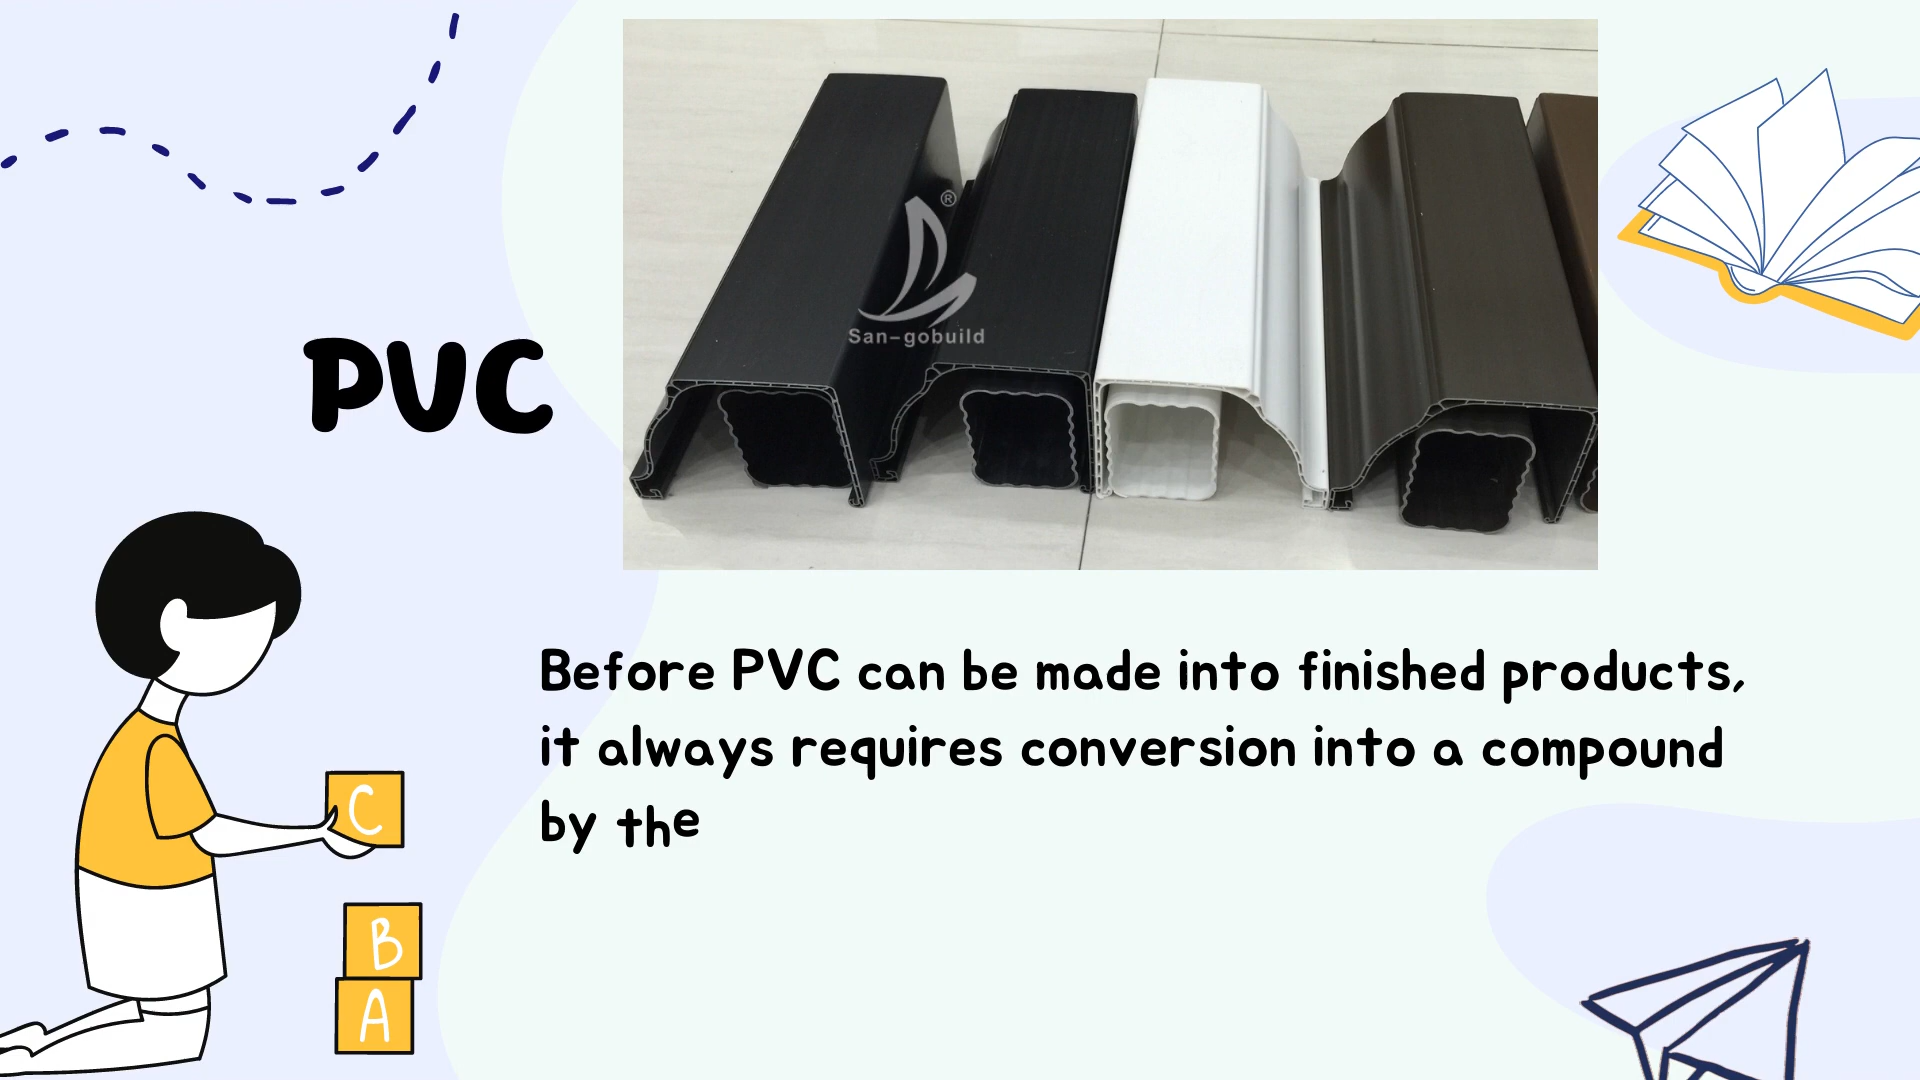 ®
San-gobuild
PVC
Before PVC can be made into finished products,
it always requires conversion into a compound
by the
C
B
A